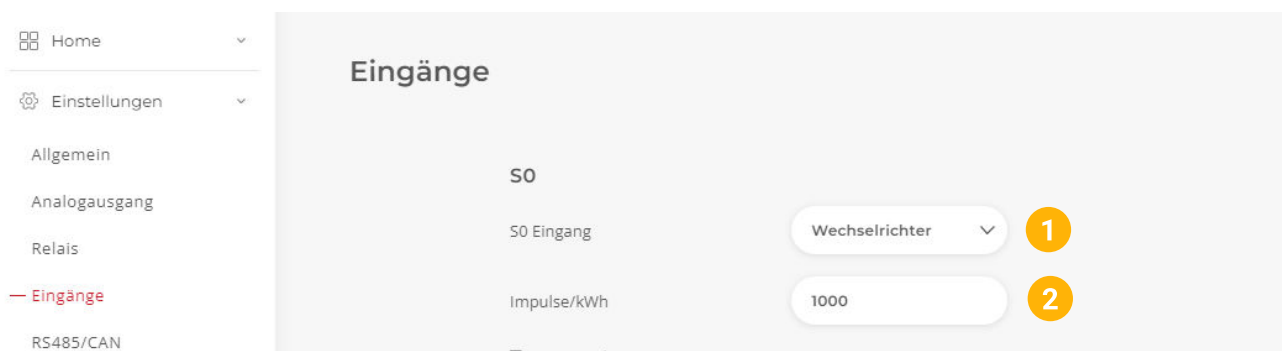 Home
Einstellungen
Allgemein
Analogausgang
Relais
Eingänge
RS485/CAN
Eingänge
S0
S0 Eingang
Wechselrichter
1
Impulse/kWh
1000
2